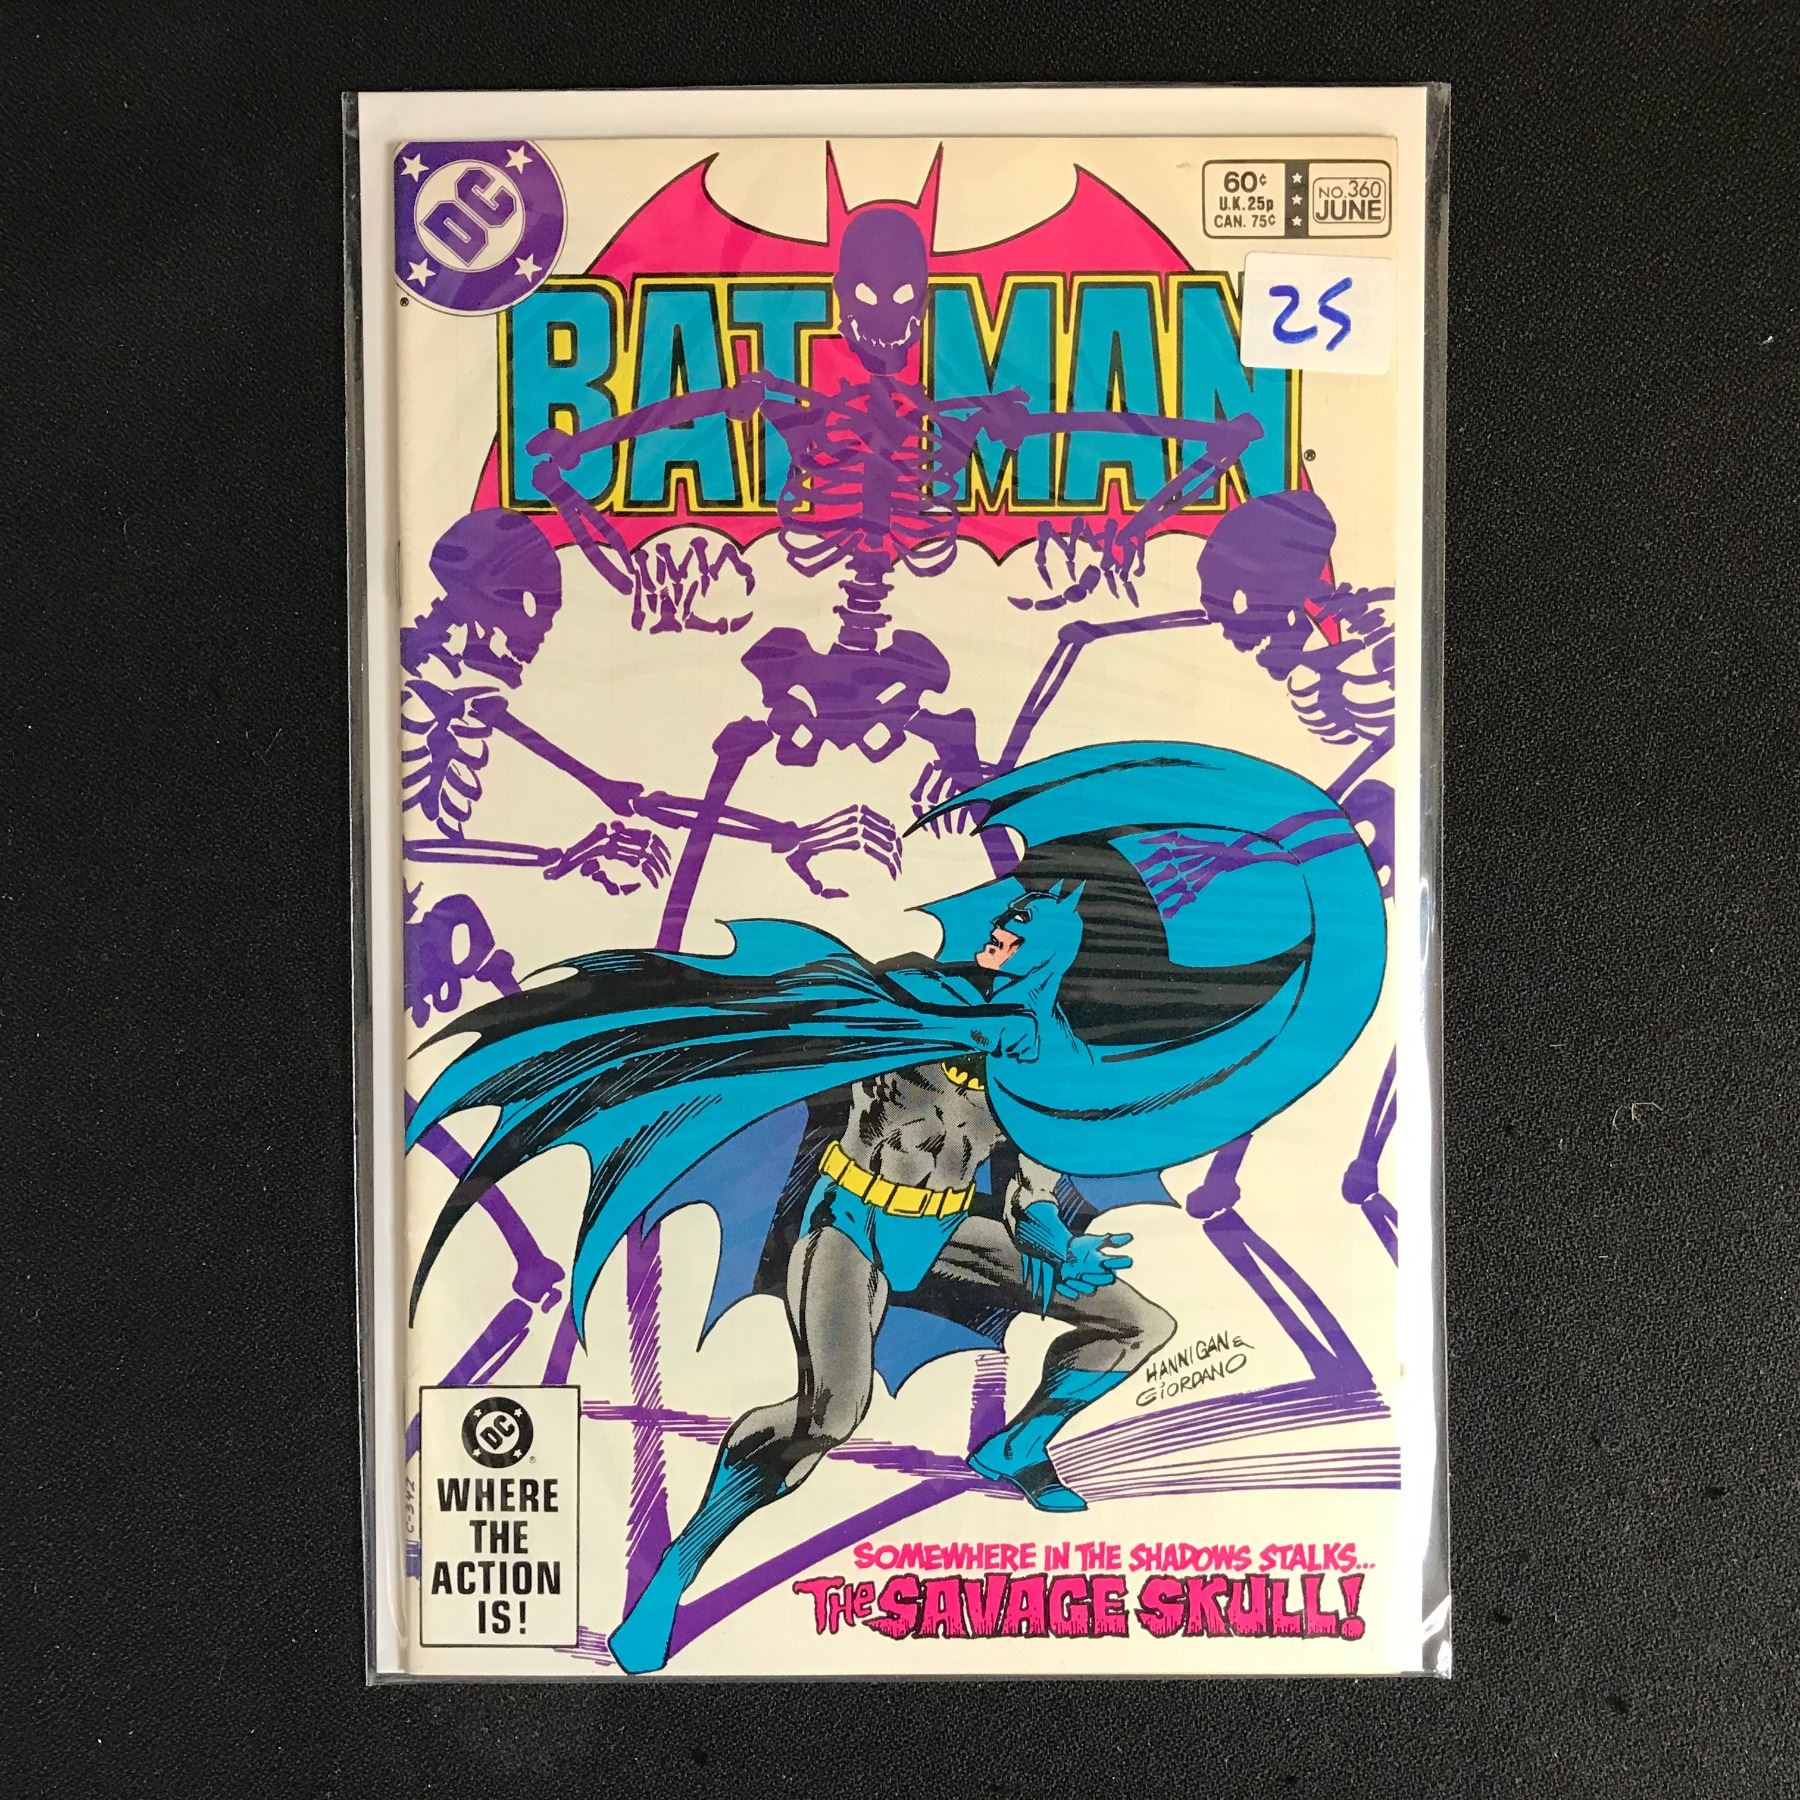 DC
60¢
U.K. 25p
CAN. 75¢
NO. 360
JUNE
BATMAN
25
HANNIGAN &
GIORDANO
C-342
DC
WHERE
THE
ACTION
IS!
SOMEWHERE IN THE SHADOWS STALKS...
THE SAVAGE SKULL!